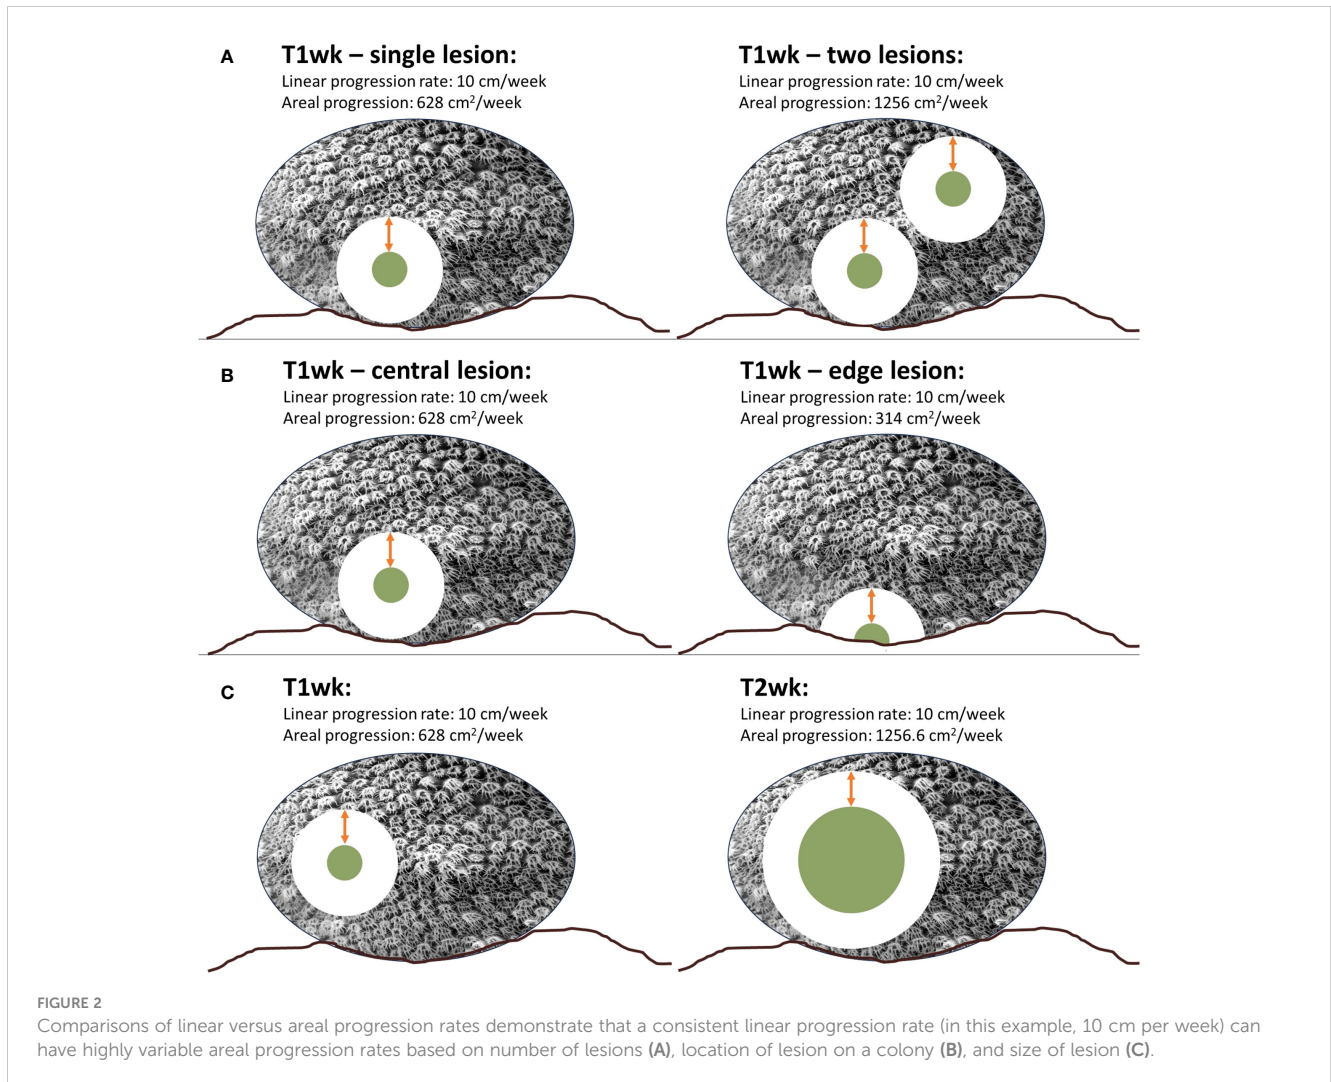 A
T1wk – single lesion:
Linear progression rate: 10 cm/week
Areal progression: 628 cm²/week
T1wk – two lesions:
Linear progression rate: 10 cm/week
Areal progression: 1256 cm²/week
B
T1wk – central lesion:
Linear progression rate: 10 cm/week
Areal progression: 628 cm²/week
T1wk – edge lesion:
Linear progression rate: 10 cm/week
Areal progression: 314 cm²/week
C
T1wk:
Linear progression rate: 10 cm/week
Areal progression: 628 cm²/week
T2wk:
Linear progression rate: 10 cm/week
Areal progression: 1256.6 cm²/week
FIGURE 2
Comparisons of linear versus areal progression rates demonstrate that a consistent linear progression rate (in this example, 10 cm per week) can
have highly variable areal progression rates based on number of lesions (A), location of lesion on a colony (B), and size of lesion (C).